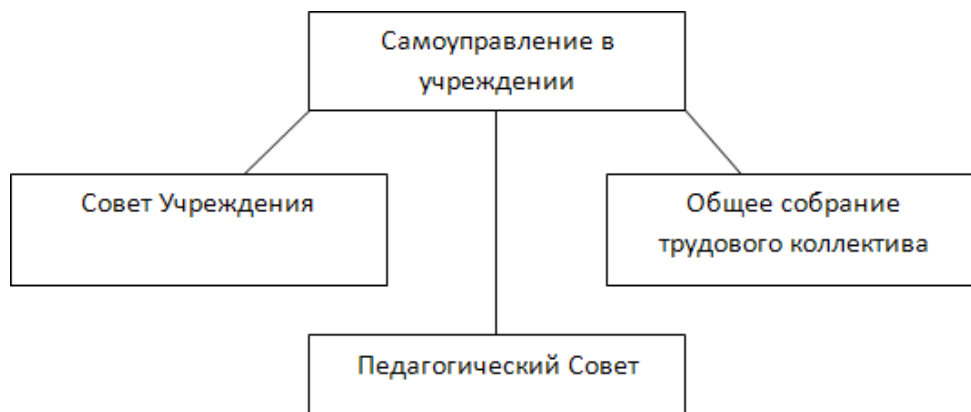 Самоуправление в
учреждении
Совет Учреждения
Общее собрание
трудового коллектива
Педагогический Совет